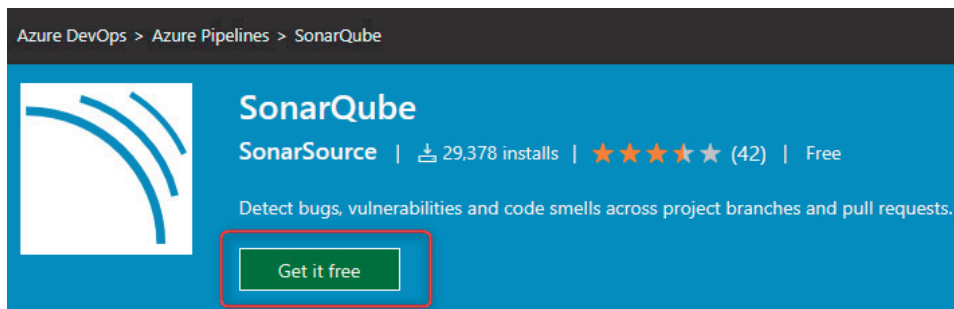 Azure DevOps > Azure Pipelines > SonarQube
SonarQube
SonarSource | 29,378 installs | (42) | Free
Detect bugs, vulnerabilities and code smells across project branches and pull requests.
Get it free